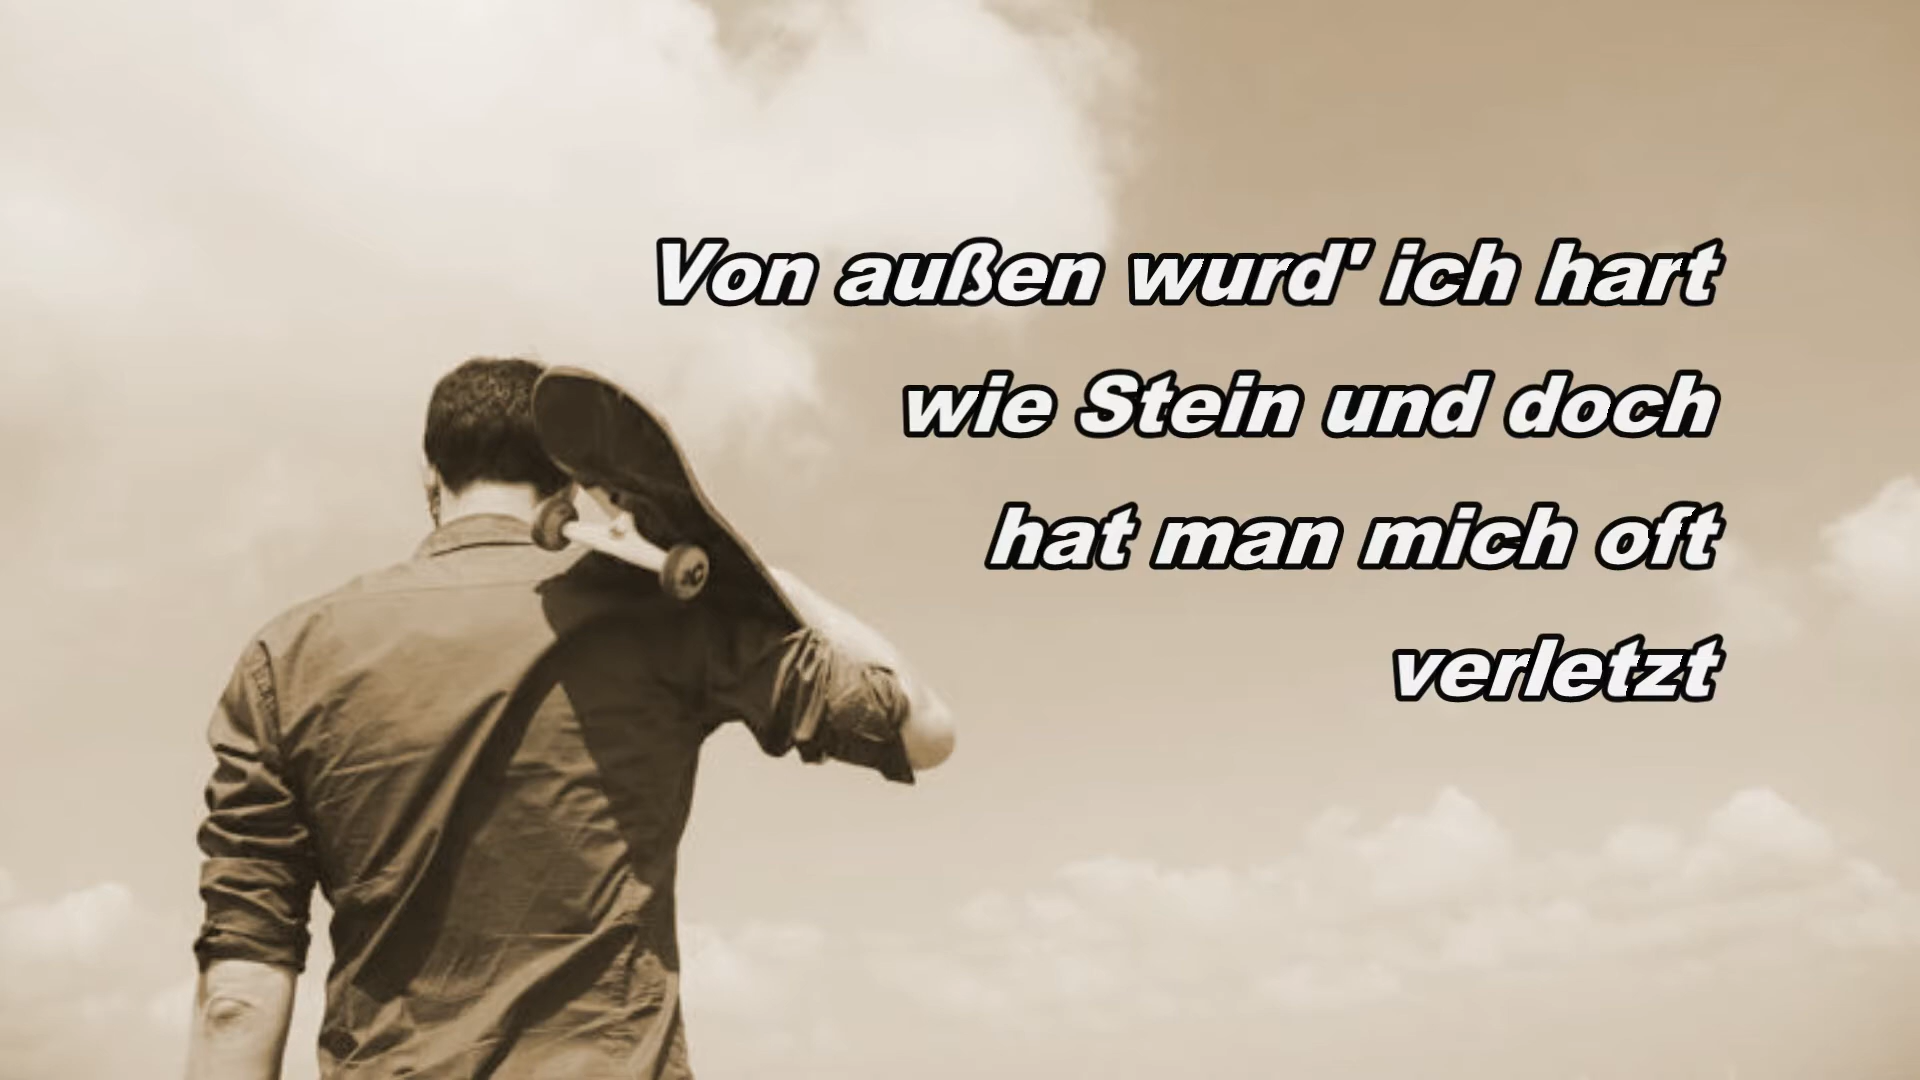 Von außen wurd' ich hart
wie Stein und doch
hat man mich oft
verletzt